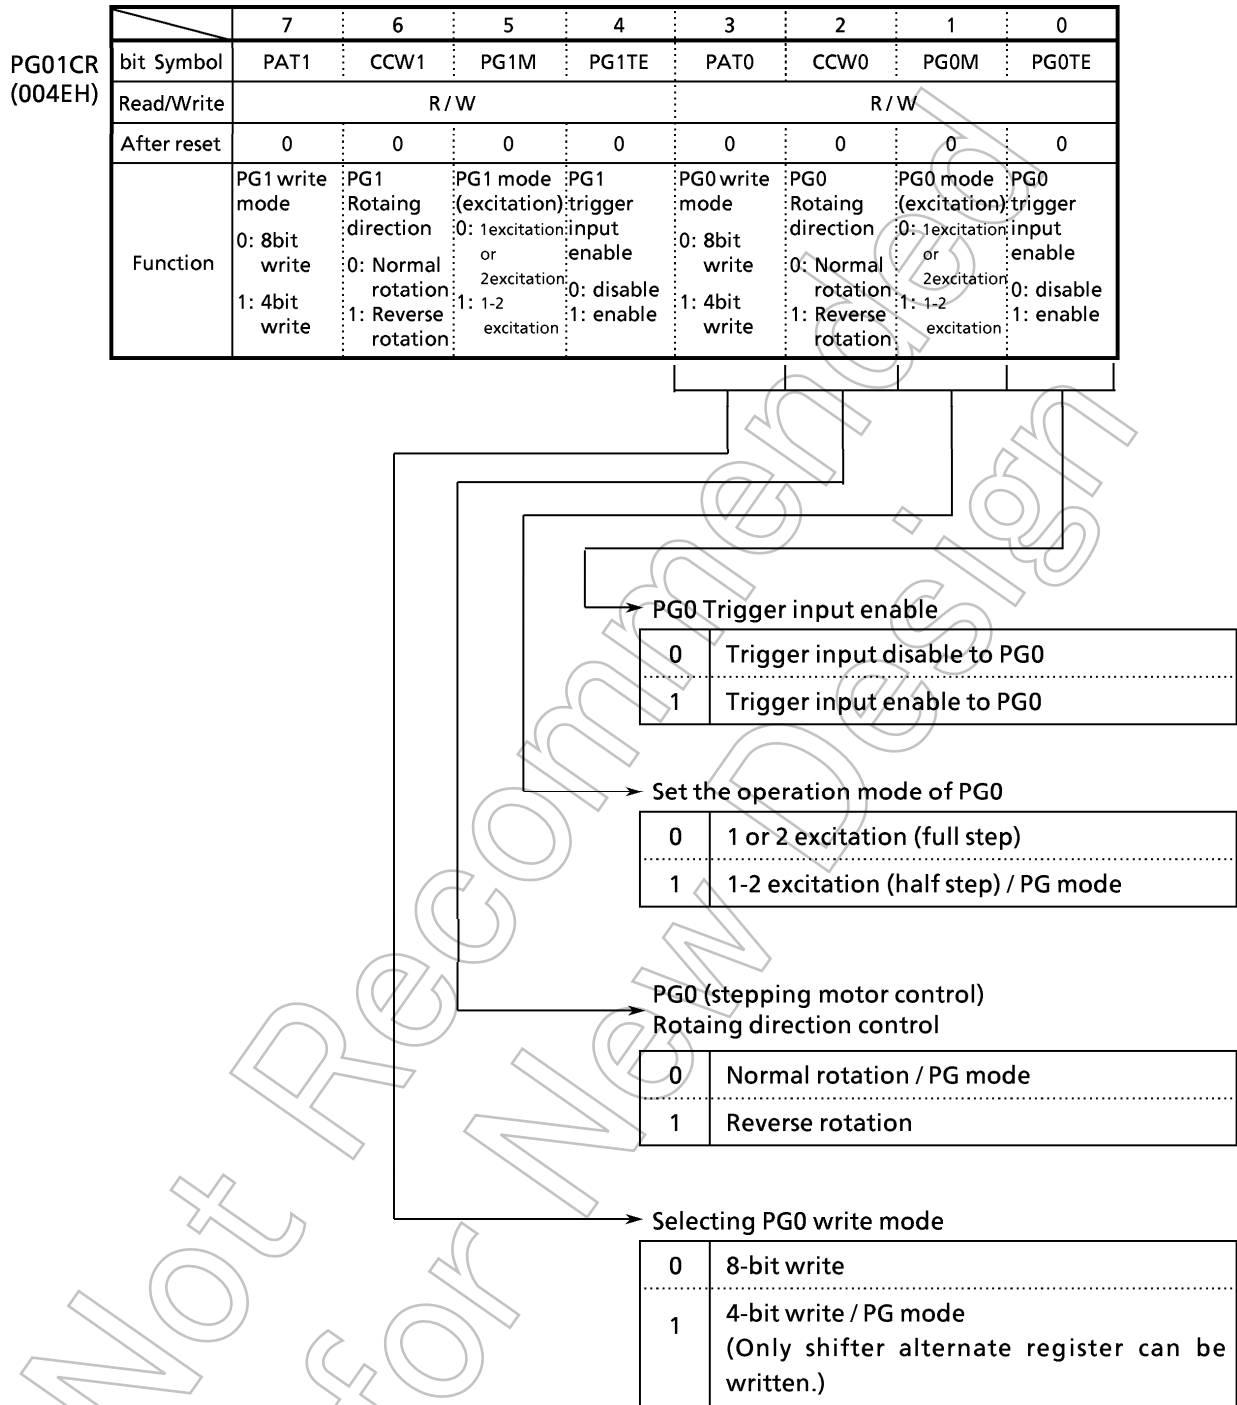 7 6 5 4 3 2 1 0
PG01CR
(004EH)
bit Symbol PAT1 CCW1 PG1M PG1TE PAT0 CCW0 PG0M PG0TE
Read/Write R / W R / W
After reset 0 0 0 0 0 0 0 0
Function
PG1 write
mode
0: 8bit
write
1: 4bit
write
PG1
Rotaing
direction
0: Normal
rotation
1: Reverse
rotation
PG1 mode
(excitation)
0: 1excitation
or
2excitation
1: 1-2
excitation
PG1
trigger
input
enable
0: disable
1: enable
PG0 write
mode
0: 8bit
write
1: 4bit
write
PG0
Rotaing
direction
0: Normal
rotation
1: Reverse
rotation
PG0 mode
(excitation)
0: 1excitation
or
2excitation
1: 1-2
excitation
PG0
trigger
input
enable
0: disable
1: enable
PG0 Trigger input enable
0 Trigger input disable to PG0
1 Trigger input enable to PG0
Set the operation mode of PG0
0 1 or 2 excitation (full step)
1 1-2 excitation (half step) / PG mode
PG0 (stepping motor control)
Rotaing direction control
0 Normal rotation / PG mode
1 Reverse rotation
Selecting PG0 write mode
0 8-bit write
1 4-bit write / PG mode
(Only shifter alternate register can be
written.)
Not Recommended
for New Design